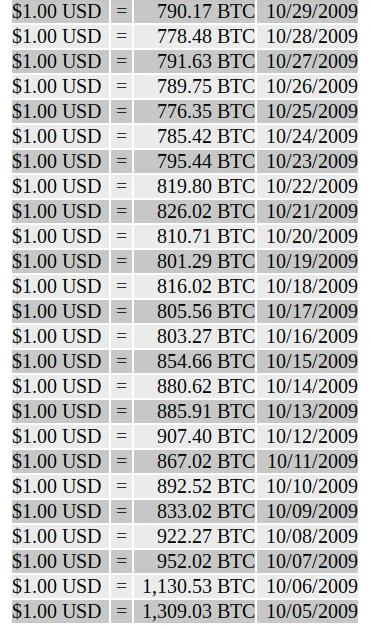 $1.00 USD = 790.17 BTC 10/29/2009
$1.00 USD = 778.48 BTC 10/28/2009
$1.00 USD = 791.63 BTC 10/27/2009
$1.00 USD = 789.75 BTC 10/26/2009
$1.00 USD = 776.35 BTC 10/25/2009
$1.00 USD = 785.42 BTC 10/24/2009
$1.00 USD = 795.44 BTC 10/23/2009
$1.00 USD = 819.80 BTC 10/22/2009
$1.00 USD = 826.02 BTC 10/21/2009
$1.00 USD = 810.71 BTC 10/20/2009
$1.00 USD = 801.29 BTC 10/19/2009
$1.00 USD = 816.02 BTC 10/18/2009
$1.00 USD = 805.56 BTC 10/17/2009
$1.00 USD = 803.27 BTC 10/16/2009
$1.00 USD = 854.66 BTC 10/15/2009
$1.00 USD = 880.62 BTC 10/14/2009
$1.00 USD = 885.91 BTC 10/13/2009
$1.00 USD = 907.40 BTC 10/12/2009
$1.00 USD = 867.02 BTC 10/11/2009
$1.00 USD = 892.52 BTC 10/10/2009
$1.00 USD = 833.02 BTC 10/09/2009
$1.00 USD = 922.27 BTC 10/08/2009
$1.00 USD = 952.02 BTC 10/07/2009
$1.00 USD = 1,130.53 BTC 10/06/2009
$1.00 USD = 1,309.03 BTC 10/05/2009